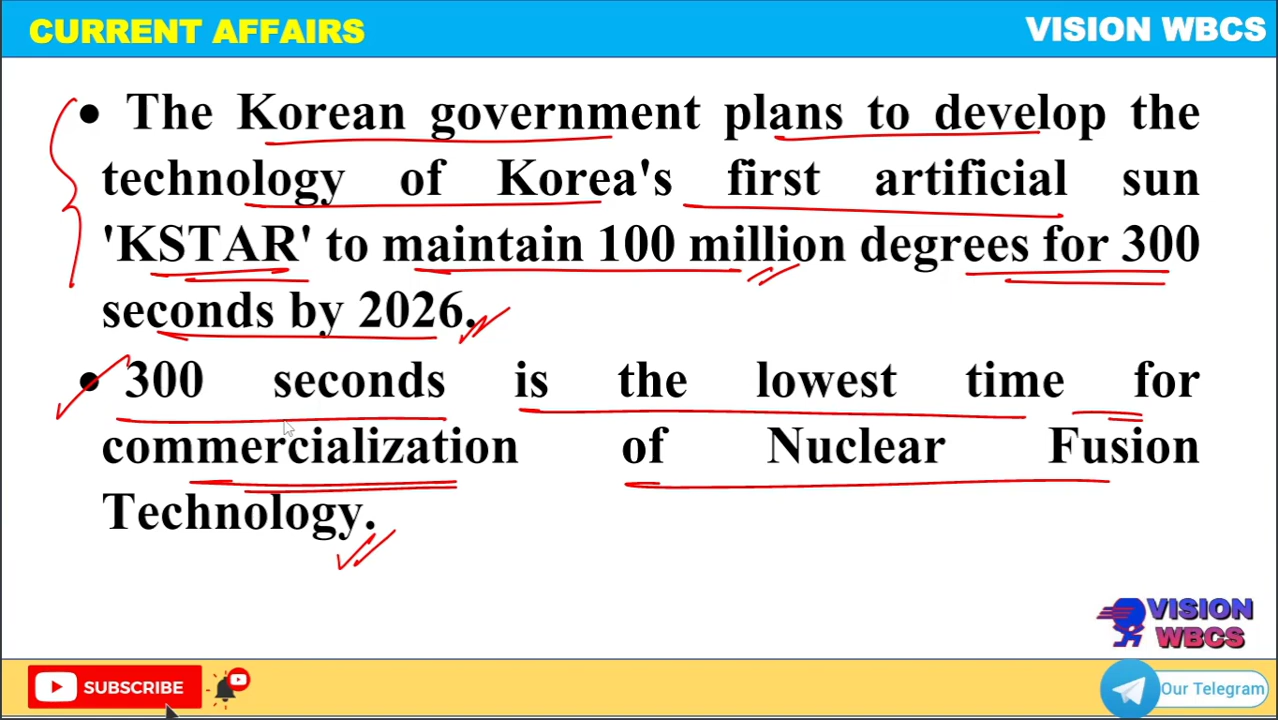 CURRENT AFFAIRS
VISION WBCS
• The Korean government plans to develop the
technology of Korea's first artificial sun
'KSTAR' to maintain 100 million degrees for 300
seconds by 2026.
• 300 seconds is the lowest time for
commercialization of Nuclear Fusion
Technology.
VISION
WBCS
SUBSCRIBE
Our Telegram